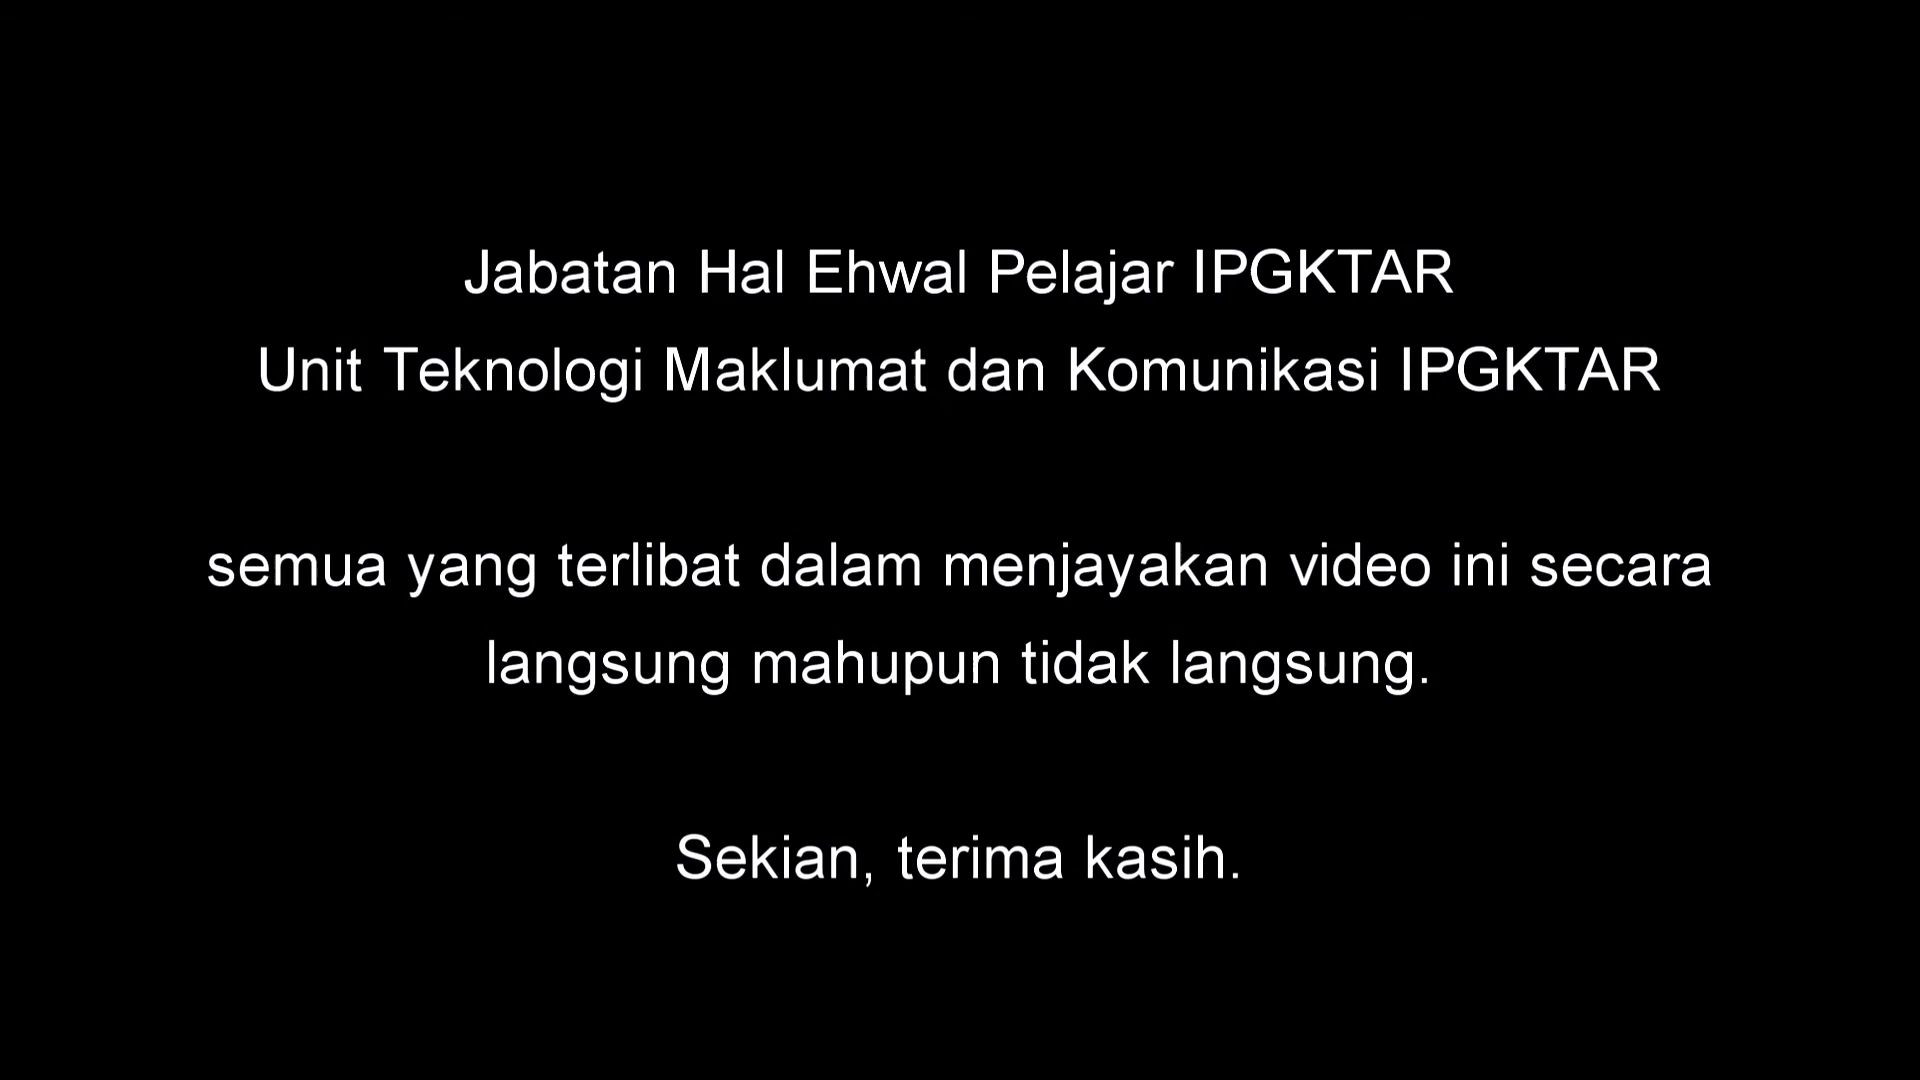 Jabatan Hal Ehwal Pelajar IPGKTAR
Unit Teknologi Maklumat dan Komunikasi IPGKTAR
semua yang terlibat dalam menjayakan video ini secara
langsung mahupun tidak langsung.
Sekian, terima kasih.